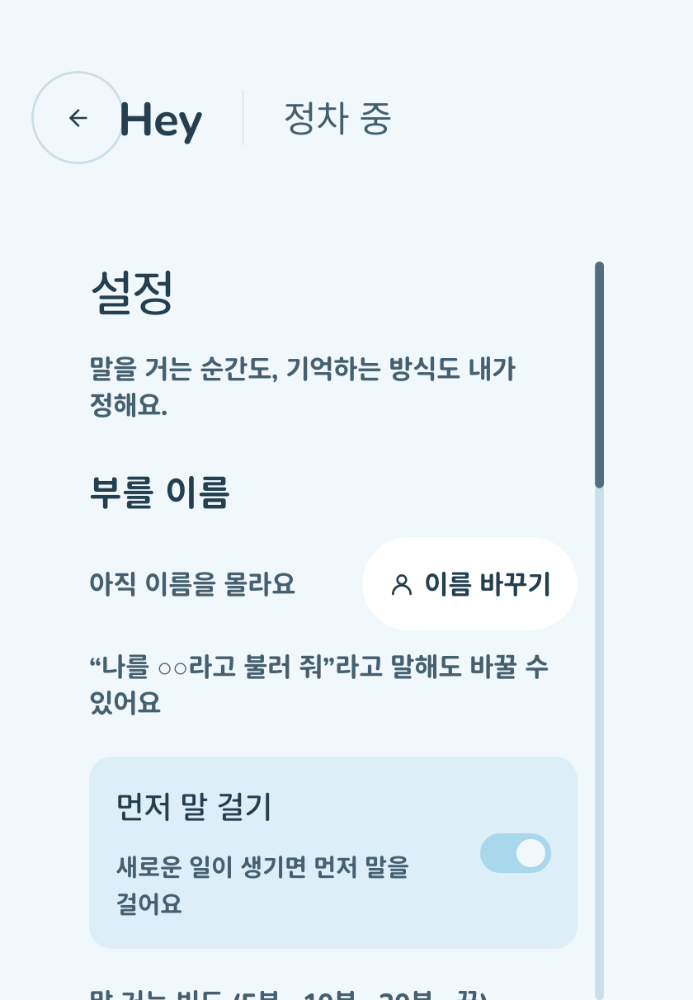 Hey 정차 중
설정
말을 거는 순간도, 기억하는 방식도 내가
정해요.
부를 이름
아직 이름을 몰라요 이름 바꾸기
“나를 ○○라고 불러 줘”라고 말해도 바꿀 수
있어요
먼저 말 걸기
새로운 일이 생기면 먼저 말을
걸어요